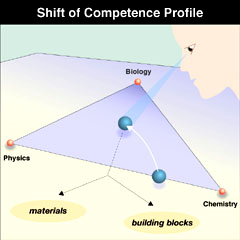 Shift of Competence Profile
Biology
Physics
Chemistry
materials
building blocks